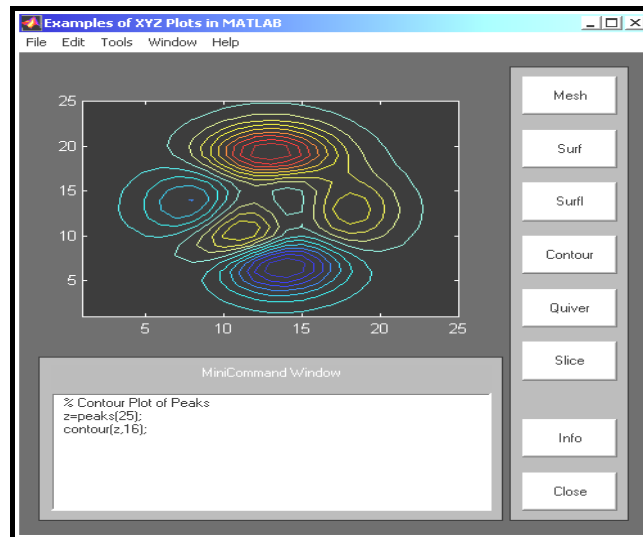 Examples of XYZ Plots in MATLAB
File Edit Tools Window Help
25
20
15
10
5
5 10 15 20 25
Mesh
Surf
Surfl
Contour
Quiver
Slice
Info
Close
MiniCommand Window
% Contour Plot of Peaks
z=peaks(25);
contour(z,16);